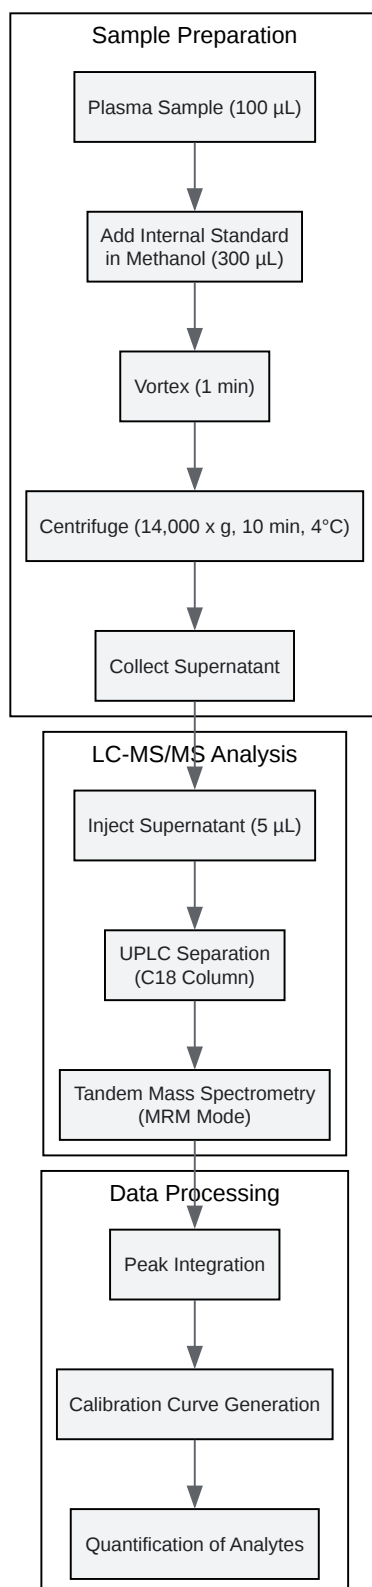 Sample Preparation
Plasma Sample (100 µL)
Add Internal Standard
in Methanol (300 µL)
Vortex (1 min)
Centrifuge (14,000 x g, 10 min, 4°C)
Collect Supernatant
LC-MS/MS Analysis
Inject Supernatant (5 µL)
UPLC Separation
(C18 Column)
Tandem Mass Spectrometry
(MRM Mode)
Data Processing
Peak Integration
Calibration Curve Generation
Quantification of Analytes